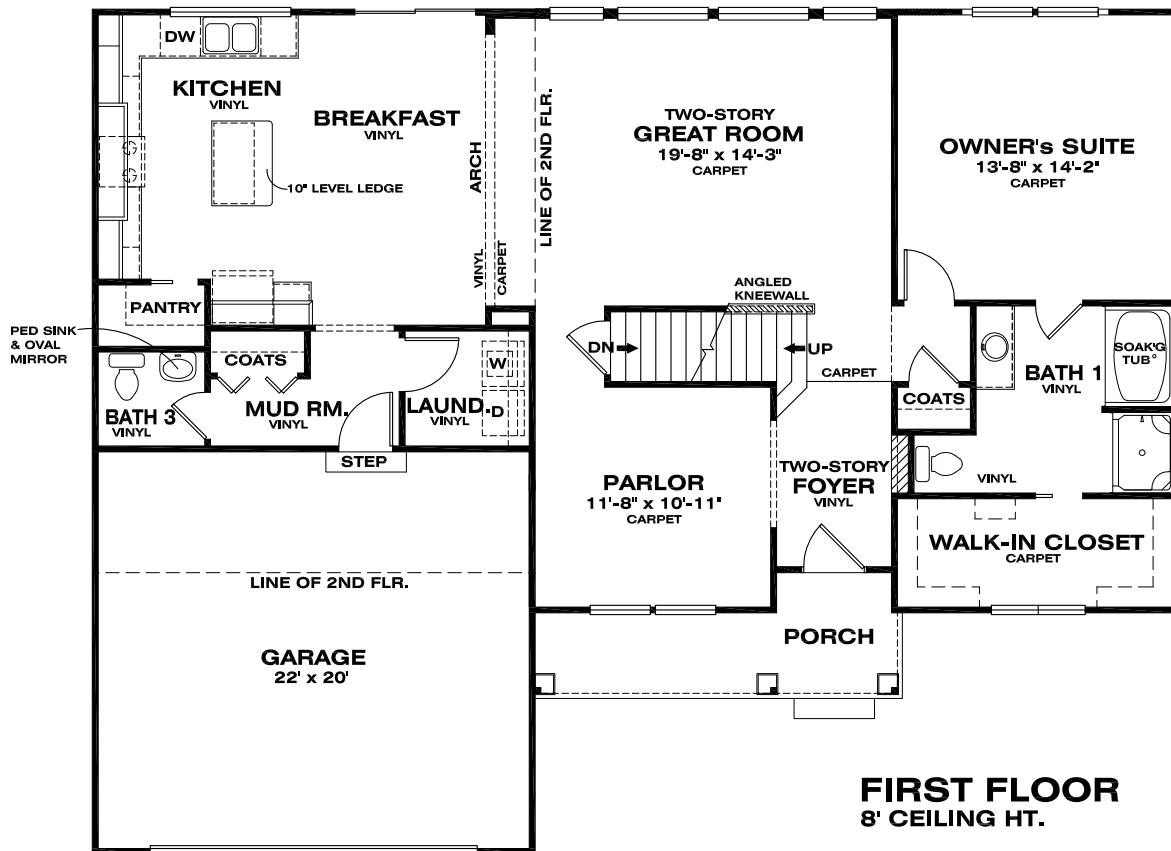 DW
KITCHEN
VINYL
BREAKFAST
VINYL
10" LEVEL LEDGE
ARCH
VINYL
CARPET
LINE OF 2ND FLR.
TWO-STORY
GREAT ROOM
19'-8" x 14'-3"
CARPET
OWNER's SUITE
13'-8" x 14'-2"
CARPET
PANTRY
ANGLED
KNEEWALL
PED SINK
& OVAL
MIRROR
COATS
DN
UP
CARPET
W
D
SOAK'G
TUB°
BATH 1
VINYL
COATS
BATH 3
VINYL
MUD RM.
VINYL
LAUND.
VINYL
STEP
PARLOR
11'-8" x 10'-11"
CARPET
TWO-STORY
FOYER
VINYL
VINYL
WALK-IN CLOSET
CARPET
LINE OF 2ND FLR.
GARAGE
22' x 20'
PORCH
FIRST FLOOR
8' CEILING HT.